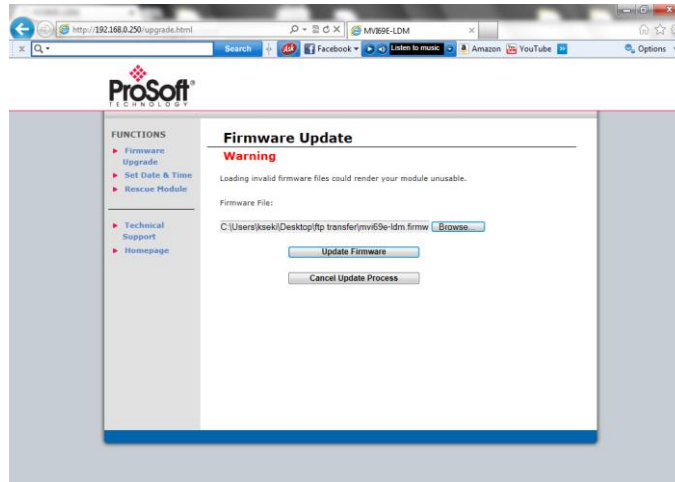 http://192.168.0.250/upgrade.html
MVI69E-LDM
Search
Facebook
Listen to music
Amazon
YouTube
Options
ProSoft®
TECHNOLOGY
FUNCTIONS
Firmware
Upgrade
Set Date & Time
Rescue Module
Technical
Support
Homepage
Firmware Update
Warning
Loading invalid firmware files could render your module unusable.
Firmware File:
C:\Users\kseki\Desktop\ftp transfer\mvi69e-ldm.firmw Browse...
Update Firmware
Cancel Update Process